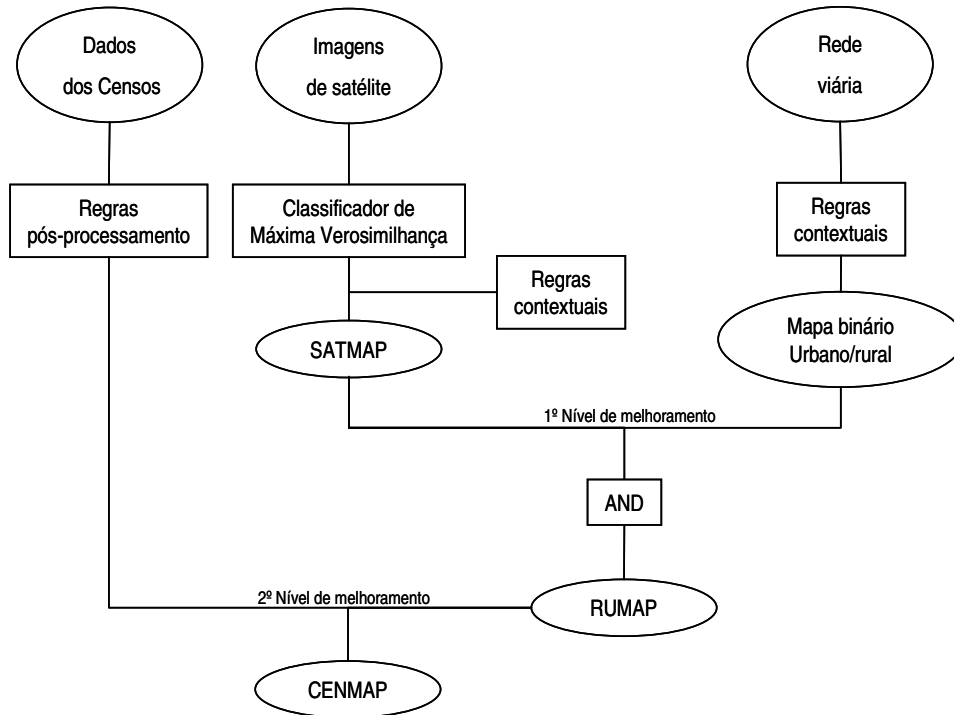 Dados
dos Censos
Imagens
de satélite
Rede
viária
Regras
pós-processamento
Classificador de
Máxima Verosimilhança
Regras
contextuais
Regras
contextuais
SATMAP
Mapa binário
Urbano/rural
1º Nível de melhoramento
AND
2º Nível de melhoramento
RUMAP
CENMAP